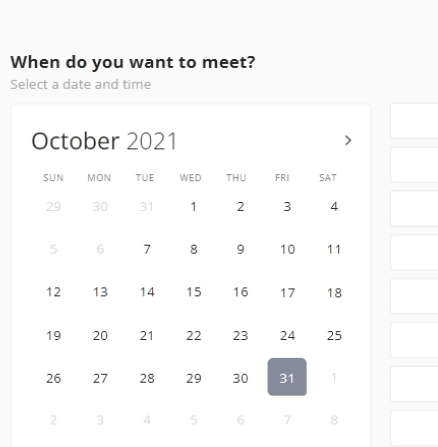 When do you want to meet?
Select a date and time
October 2021
SUN MON TUE WED THU FRI SAT
29 30 31 1 2 3 4
5 6 7 8 9 10 11
12 13 14 15 16 17 18
19 20 21 22 23 24 25
26 27 28 29 30 31 1
2 3 4 5 6 7 8